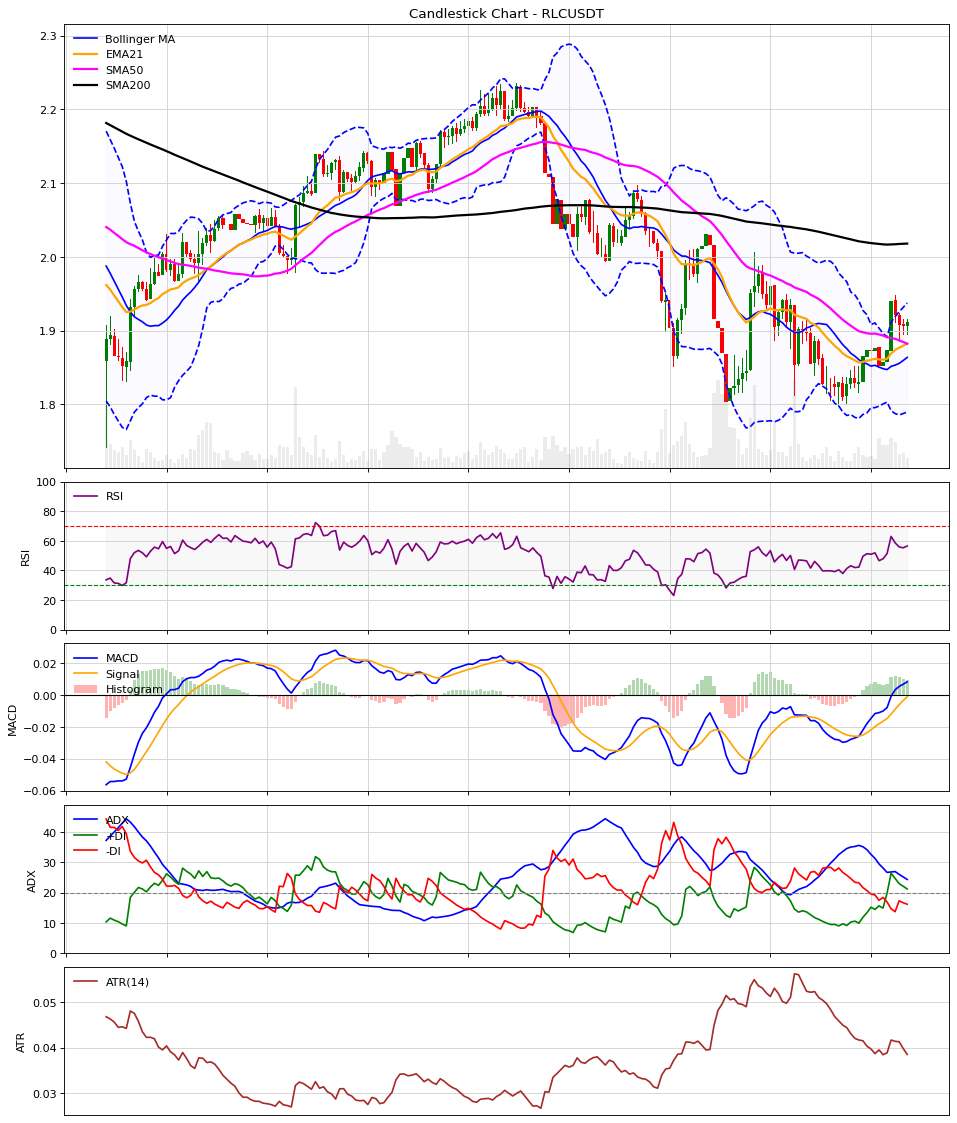 Candlestick Chart - RLCUSDT
2.3
2.2
2.1
2.0
1.9
1.8
Bollinger MA
EMA21
SMA50
SMA200
100
80
60
40
20
0
RSI
RSI
0.02
0.00
−0.02
−0.04
−0.06
MACD
MACD
Signal
Histogram
40
30
20
10
0
ADX
ADX
+DI
-DI
0.05
0.04
0.03
ATR
ATR(14)